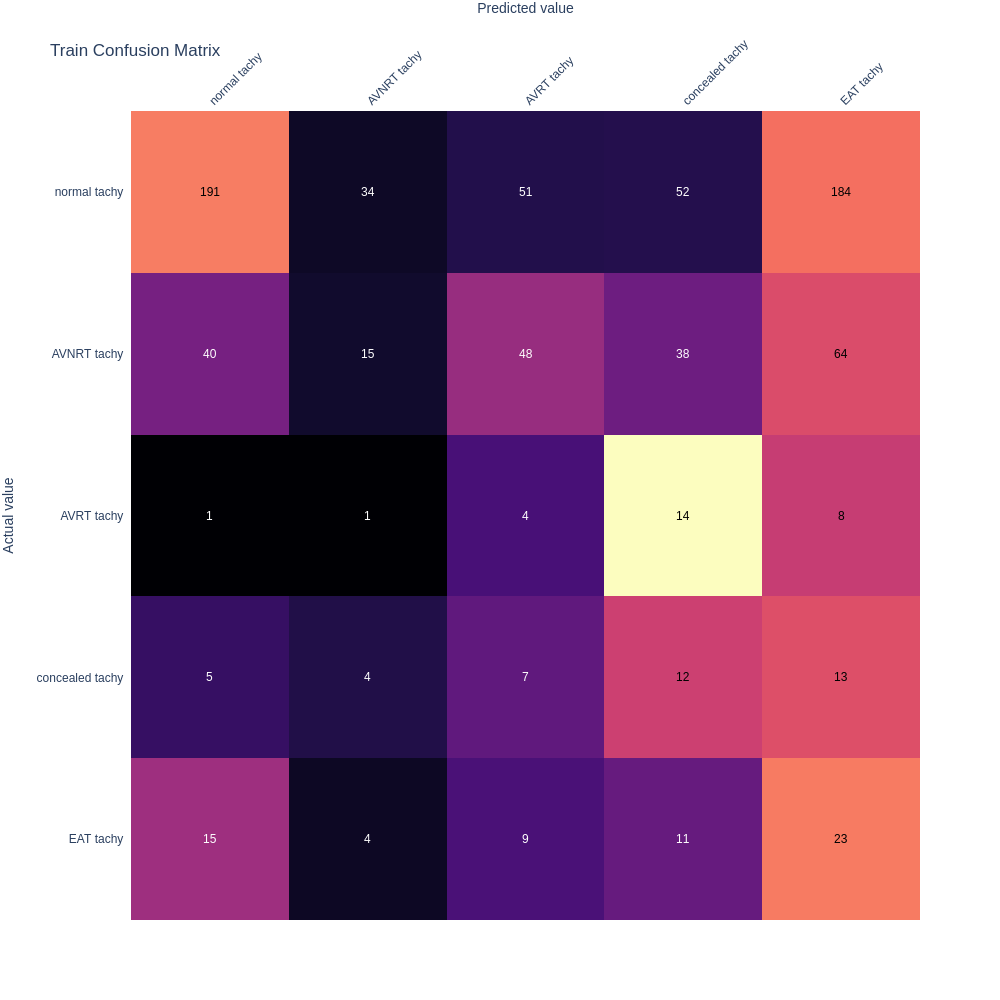 Predicted value
Train Confusion Matrix
normal tachy AVNRT tachy AVRT tachy concealed tachy EAT tachy
normal tachy 191 34 51 52 184
AVNRT tachy 40 15 48 38 64
AVRT tachy 1 1 4 14 8
concealed tachy 5 4 7 12 13
EAT tachy 15 4 9 11 23
Actual value